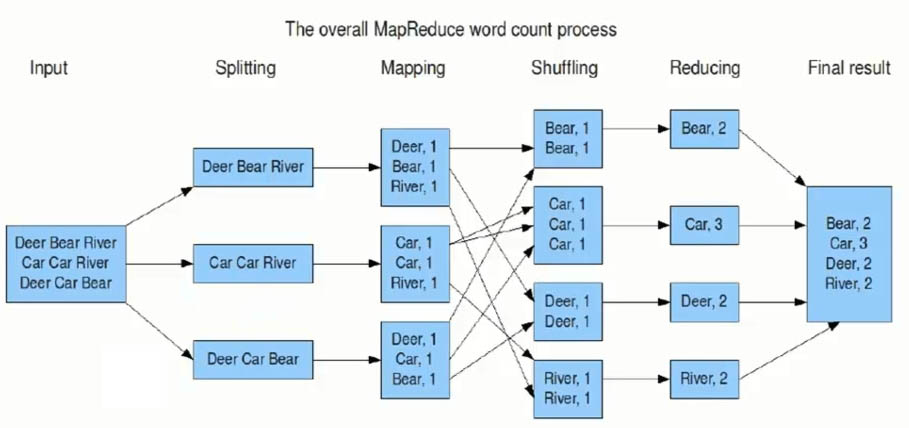 The overall MapReduce word count process
Input
Splitting
Mapping
Shuffling
Reducing
Final result
Deer Bear River
Car Car River
Deer Car Bear
Deer Bear River
Car Car River
Deer Car Bear
Deer, 1
Bear, 1
River, 1
Car, 1
Car, 1
River, 1
Deer, 1
Car, 1
Bear, 1
Bear, 1
Bear, 1
Car, 1
Car, 1
Car, 1
Deer, 1
Deer, 1
River, 1
River, 1
Bear, 2
Car, 3
Deer, 2
River, 2
Bear, 2
Car, 3
Deer, 2
River, 2